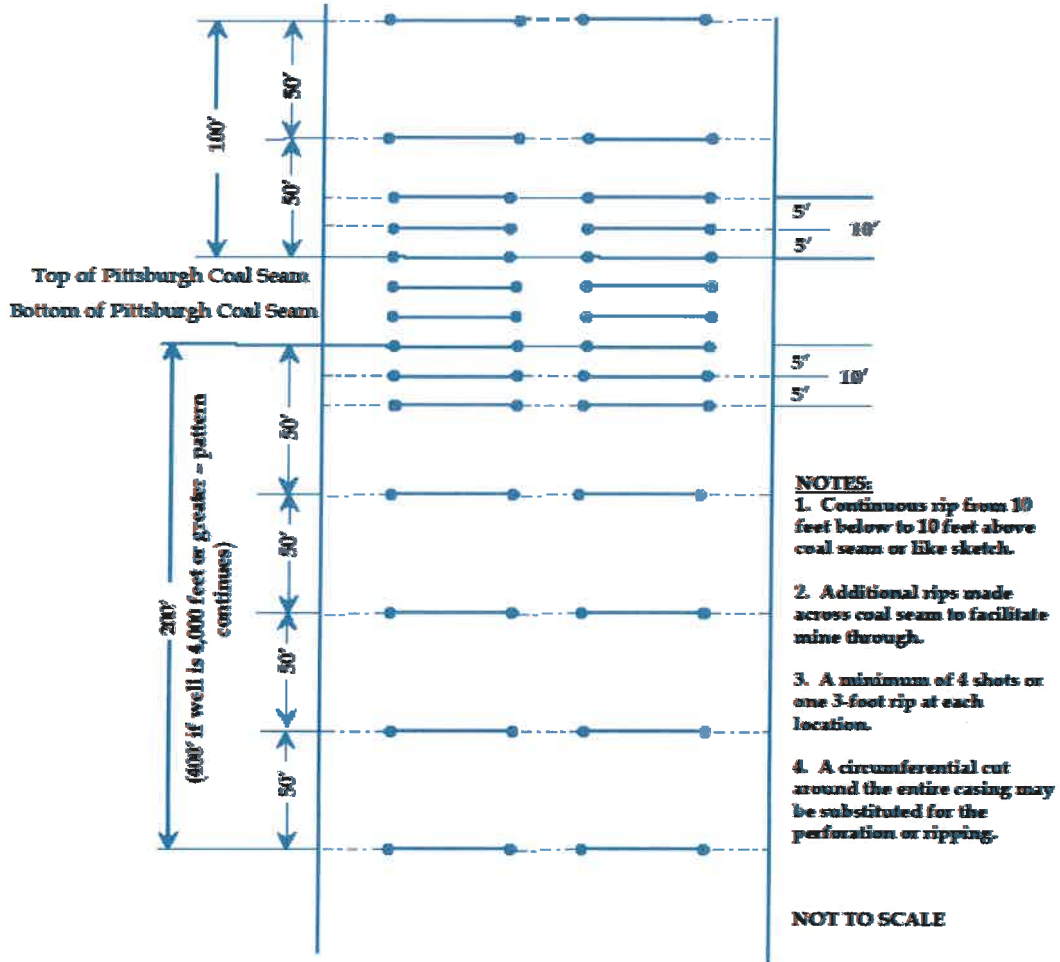 50'
100'
50'
5'
10'
5'
Top of Pittsburgh Coal Seam
Bottom of Pittsburgh Coal Seam
5'
10'
5'
50'
50'
50'
50'
200'
(400' if well is 4,000 feet or greater - pattern
continues)
NOTES:
1. Continuous rip from 10
feet below to 10 feet above
coal seam or like sketch.
2. Additional rips made
across coal seam to facilitate
mine through.
3. A minimum of 4 shots or
one 3-foot rip at each
location.
4. A circumferential cut
around the entire casing may
be substituted for the
perforation or ripping.
NOT TO SCALE